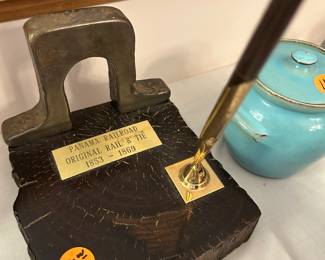 PANAMA RAILROAD
ORIGINAL RAIL & TIE
1853 - 1869